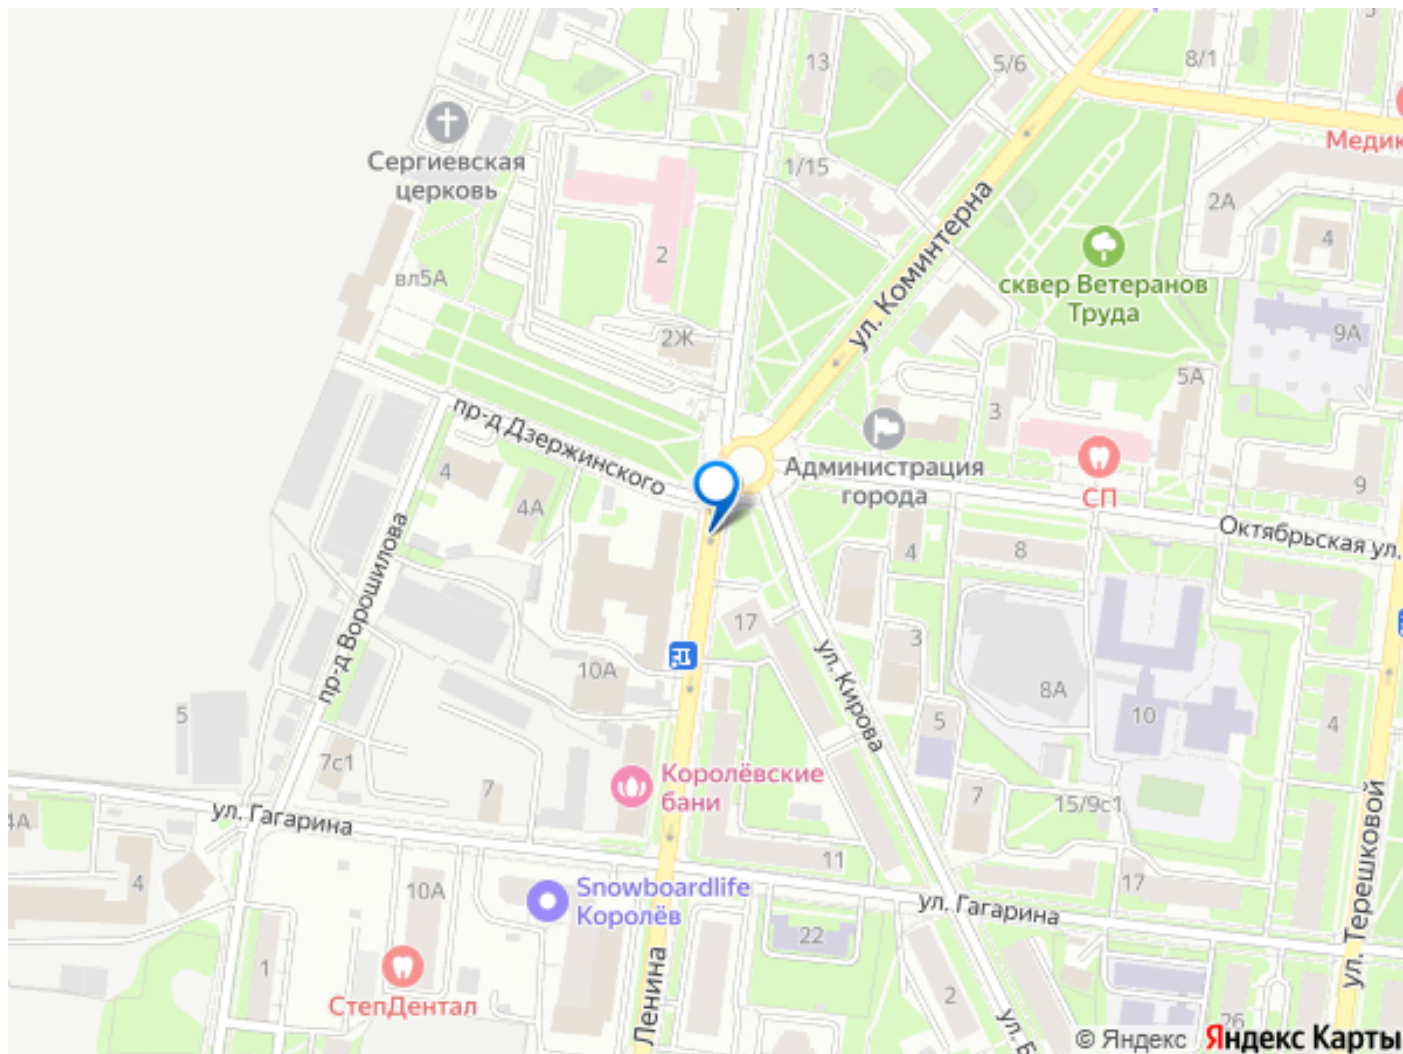 13
5/6
8/1
5
Сергиевская
церковь
1/15
Медик
2А
4
2
вл5А
ул. Коминтерна
сквер Ветеранов
Труда
9А
2Ж
5А
3
пр-д Дзержинского
Администрация
города
СП
9
4
4А
Октябрьская ул.
4
8
пр-д Ворошилова
17
ул. Кирова
3
10А
8А
10
4
5
5
7с1
7
Королёвские
бани
7
15/9с1
ул. Гагарина
4А
11
17
ул. Терешковой
4
10А
Snowboardlife
Королёв
ул. Гагарина
22
1
СтепДентал
Ленина
2
ул. Б
26
© Яндекс Яндекс Карты